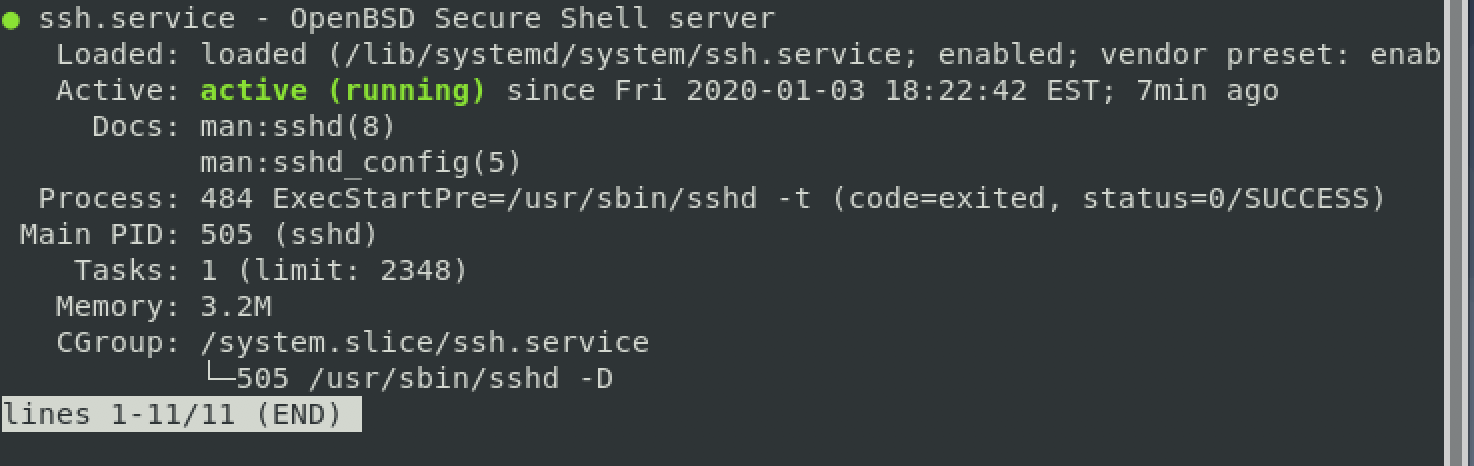 ● ssh.service - OpenBSD Secure Shell server
   Loaded: loaded (/lib/systemd/system/ssh.service; enabled; vendor preset: enab
   Active: active (running) since Fri 2020-01-03 18:22:42 EST; 7min ago
     Docs: man:sshd(8)
           man:sshd_config(5)
  Process: 484 ExecStartPre=/usr/sbin/sshd -t (code=exited, status=0/SUCCESS)
 Main PID: 505 (sshd)
    Tasks: 1 (limit: 2348)
   Memory: 3.2M
   CGroup: /system.slice/ssh.service
           └─505 /usr/sbin/sshd -D
lines 1-11/11 (END)